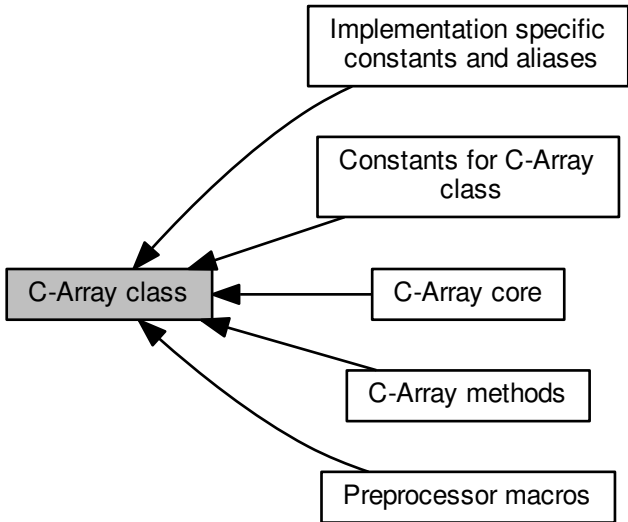 Implementation specific
constants and aliases
Constants for C-Array
class
C-Array class
C-Array core
C-Array methods
Preprocessor macros